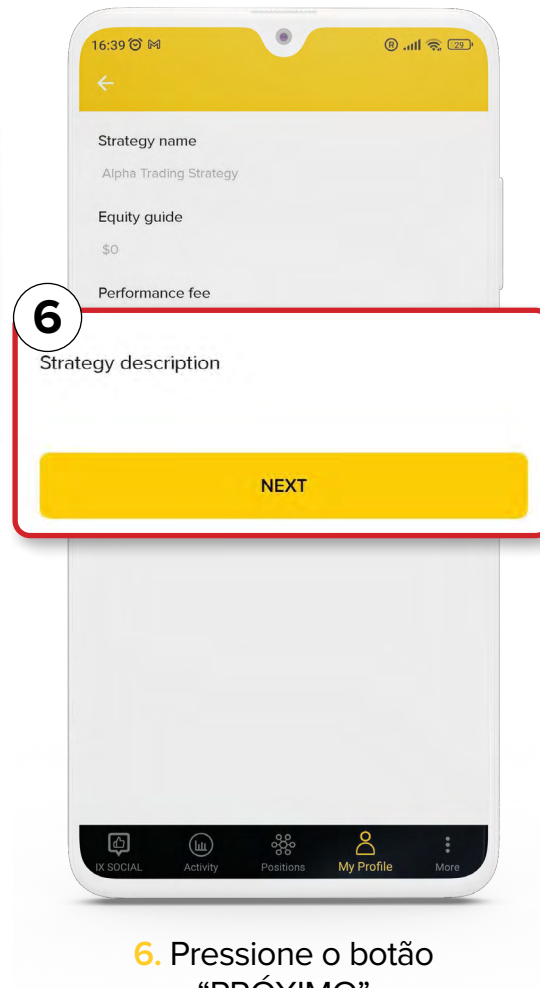 16:39
R
29
Strategy name
Alpha Trading Strategy
Equity guide
$0
Performance fee
6
Strategy description
NEXT
IX SOCIAL
Activity
Positions
My Profile
More
6. Pressione o botão
“PRÓXIMO”